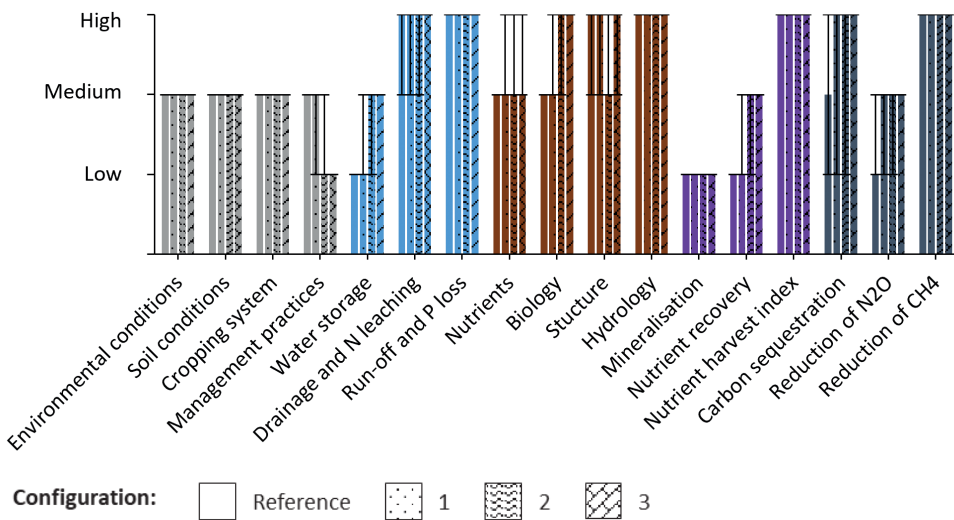 High
Medium
Low
Environmental conditions
Soil conditions
Cropping system
Management practices
Water storage
Drainage and N leaching
Run-off and P loss
Nutrients
Biology
Stucture
Hydrology
Mineralisation
Nutrient recovery
Nutrient harvest index
Carbon sequestration
Reduction of N2O
Reduction of CH4
Configuration: Reference 1 2 3